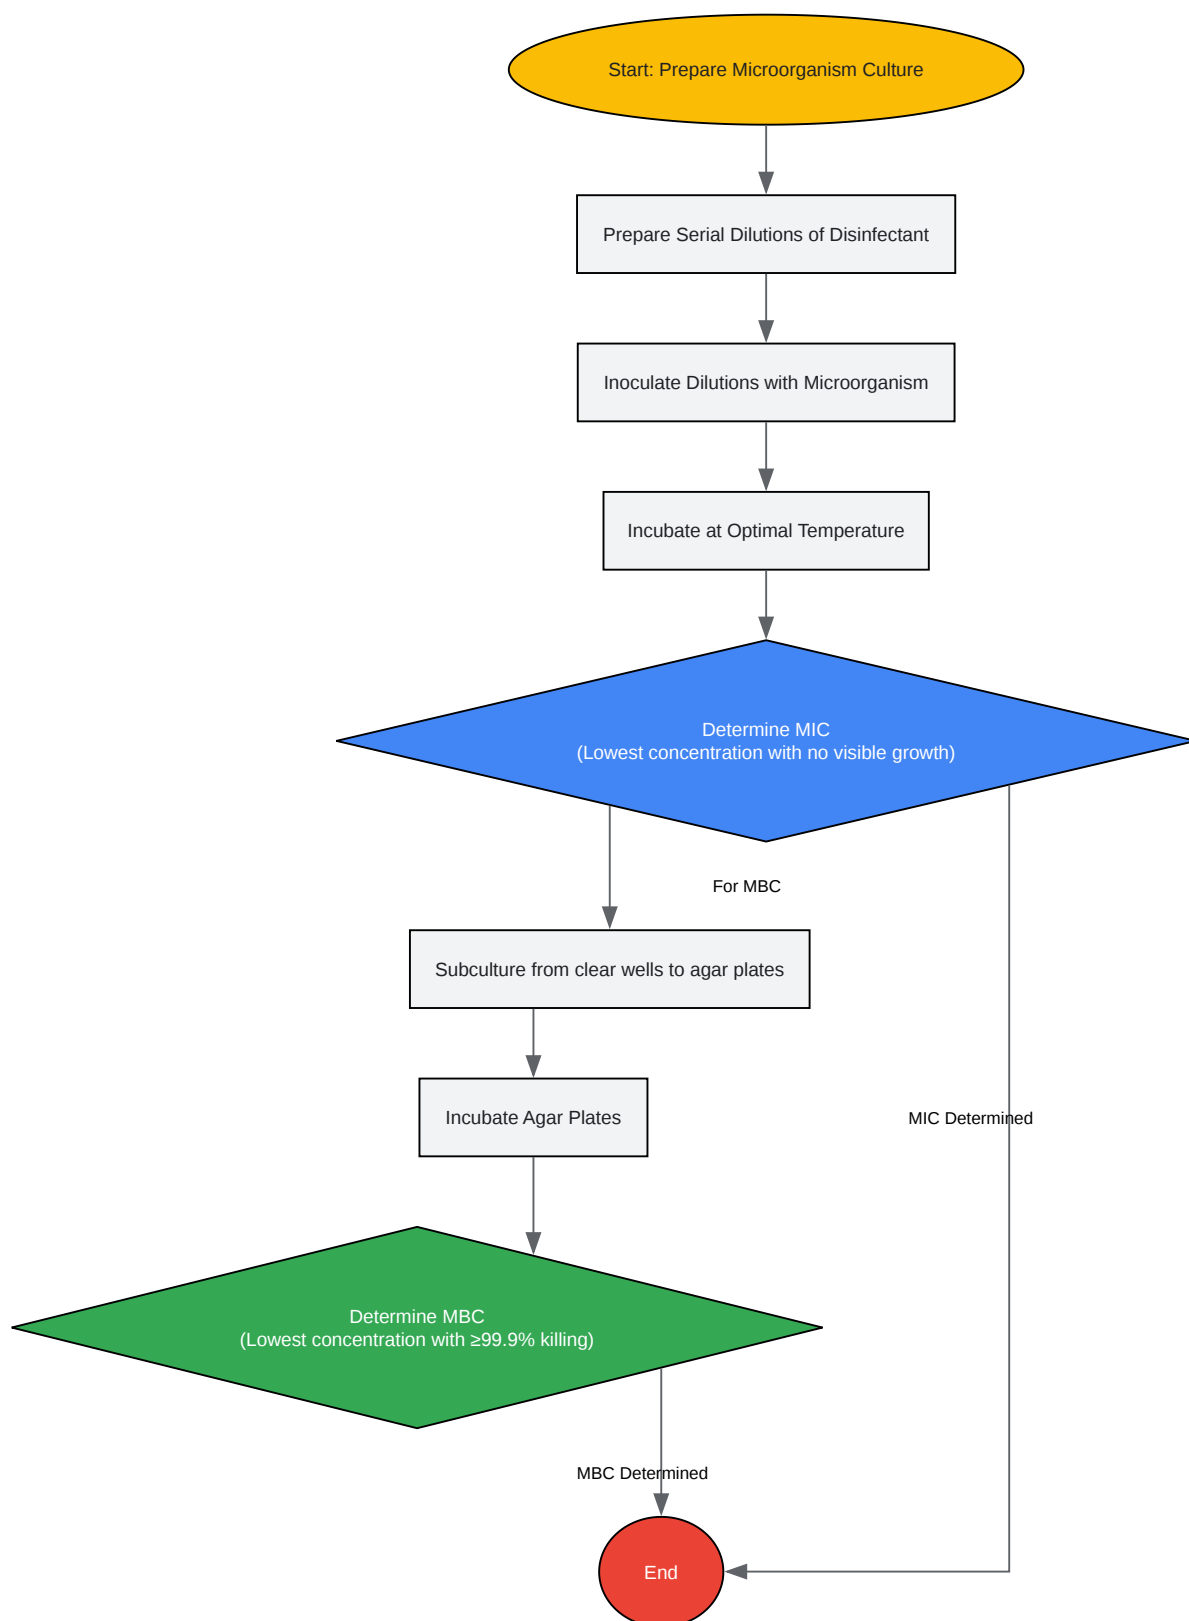 Start: Prepare Microorganism Culture
Prepare Serial Dilutions of Disinfectant
Inoculate Dilutions with Microorganism
Incubate at Optimal Temperature
Determine MIC
(Lowest concentration with no visible growth)
For MBC
Subculture from clear wells to agar plates
Incubate Agar Plates
MIC Determined
Determine MBC
(Lowest concentration with ≥99.9% killing)
MBC Determined
End